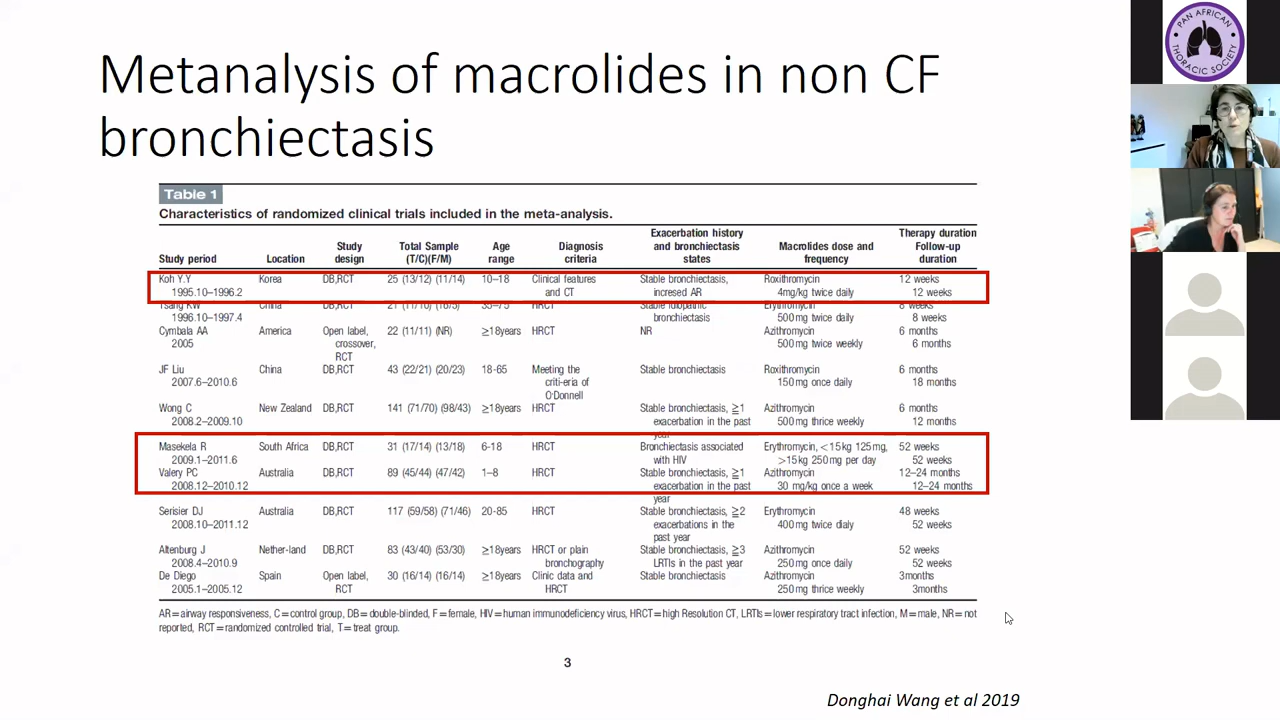 Metanalysis of macrolides in non CF
bronchiectasis
Table 1
Characteristics of randomized clinical trials included in the meta-analysis.
Study period Location Study design Total Sample (T/C)(F/M) Age range Diagnosis criteria Exacerbation history and bronchiectasis states Macrolides dose and frequency Therapy duration Follow-up duration
Koh Y.Y Korea DB,RCT 25 (13/12) (11/14) 10–18 Clinical features Stable bronchiectasis, Roxithromycin 12 weeks
1995.10–1996.2 and CT incresed AR 4mg/kg twice daily 12 weeks
Tsang KW China DB,RCT 21 (11/10) (16/5) 35–75 HRCT Stable idiopathic Erythromycin 8 weeks
1996.10–1997.4 bronchiectasis 500mg twice daily 8 weeks
Cymbala AA America Open label, 22 (11/11) (NR) ≥18years HRCT NR Azithromycin 6 months
2005 crossover, 500mg twice weekly 6 months
RCT
JF Liu China DB,RCT 43 (22/21) (20/23) 18-65 Meeting the Stable bronchiectasis Roxithromycin 6 months
2007.6–2010.6 criti-eria of 150mg once daily 18 months
O'Donnell
Wong C New Zealand DB,RCT 141 (71/70) (98/43) ≥18years HRCT Stable bronchiectasis, ≧1 Azithromycin 6 months
2008.2–2009.10 exacerbation in the past 500mg thrice weekly 12 months
year
Masekela R South Africa DB,RCT 31 (17/14) (13/18) 6-18 HRCT Bronchiectasis associated Erythromycin, <15kg 125mg, 52 weeks
2009.1–2011.6 with HIV >15kg 250mg per day 52 weeks
Valery PC Australia DB,RCT 89 (45/44) (47/42) 1–8 HRCT Stable bronchiectasis, ≧1 Azithromycin 12–24 months
2008.12–2010.12 exacerbation in the past 30 mg/kg once a week 12–24 months
year
Serisier DJ Australia DB,RCT 117 (59/58) (71/46) 20-85 HRCT Stable bronchiectasis, ≧2 Erythromycin 48 weeks
2008.10–2011.12 exacerbations in the 400mg twice dialy 52 weeks
past year
Altenburg J Nether-land DB,RCT 83 (43/40) (53/30) ≥18years HRCT or plain Stable bronchiectasis, ≧3 Azithromycin 52 weeks
2008.4–2010.9 bronchography LRTIs in the past year 250mg once daily 52 weeks
De Diego Spain Open label, 30 (16/14) (16/14) ≥18years Clinic data and Stable bronchiectasis Azithromycin 3months
2005.1–2005.12 RCT HRCT 250mg thrice weekly 3months
AR=airway responsiveness, C=control group, DB=double-blinded, F=female, HIV=human immunodeficiency virus, HRCT=high Resolution CT, LRTIs=lower respiratory tract infection, M=male, NR=not
reported, RCT=randomized controlled trial, T=treat group.
3
Donghai Wang et al 2019
PAN AFRICAN
THORACIC SOCIETY